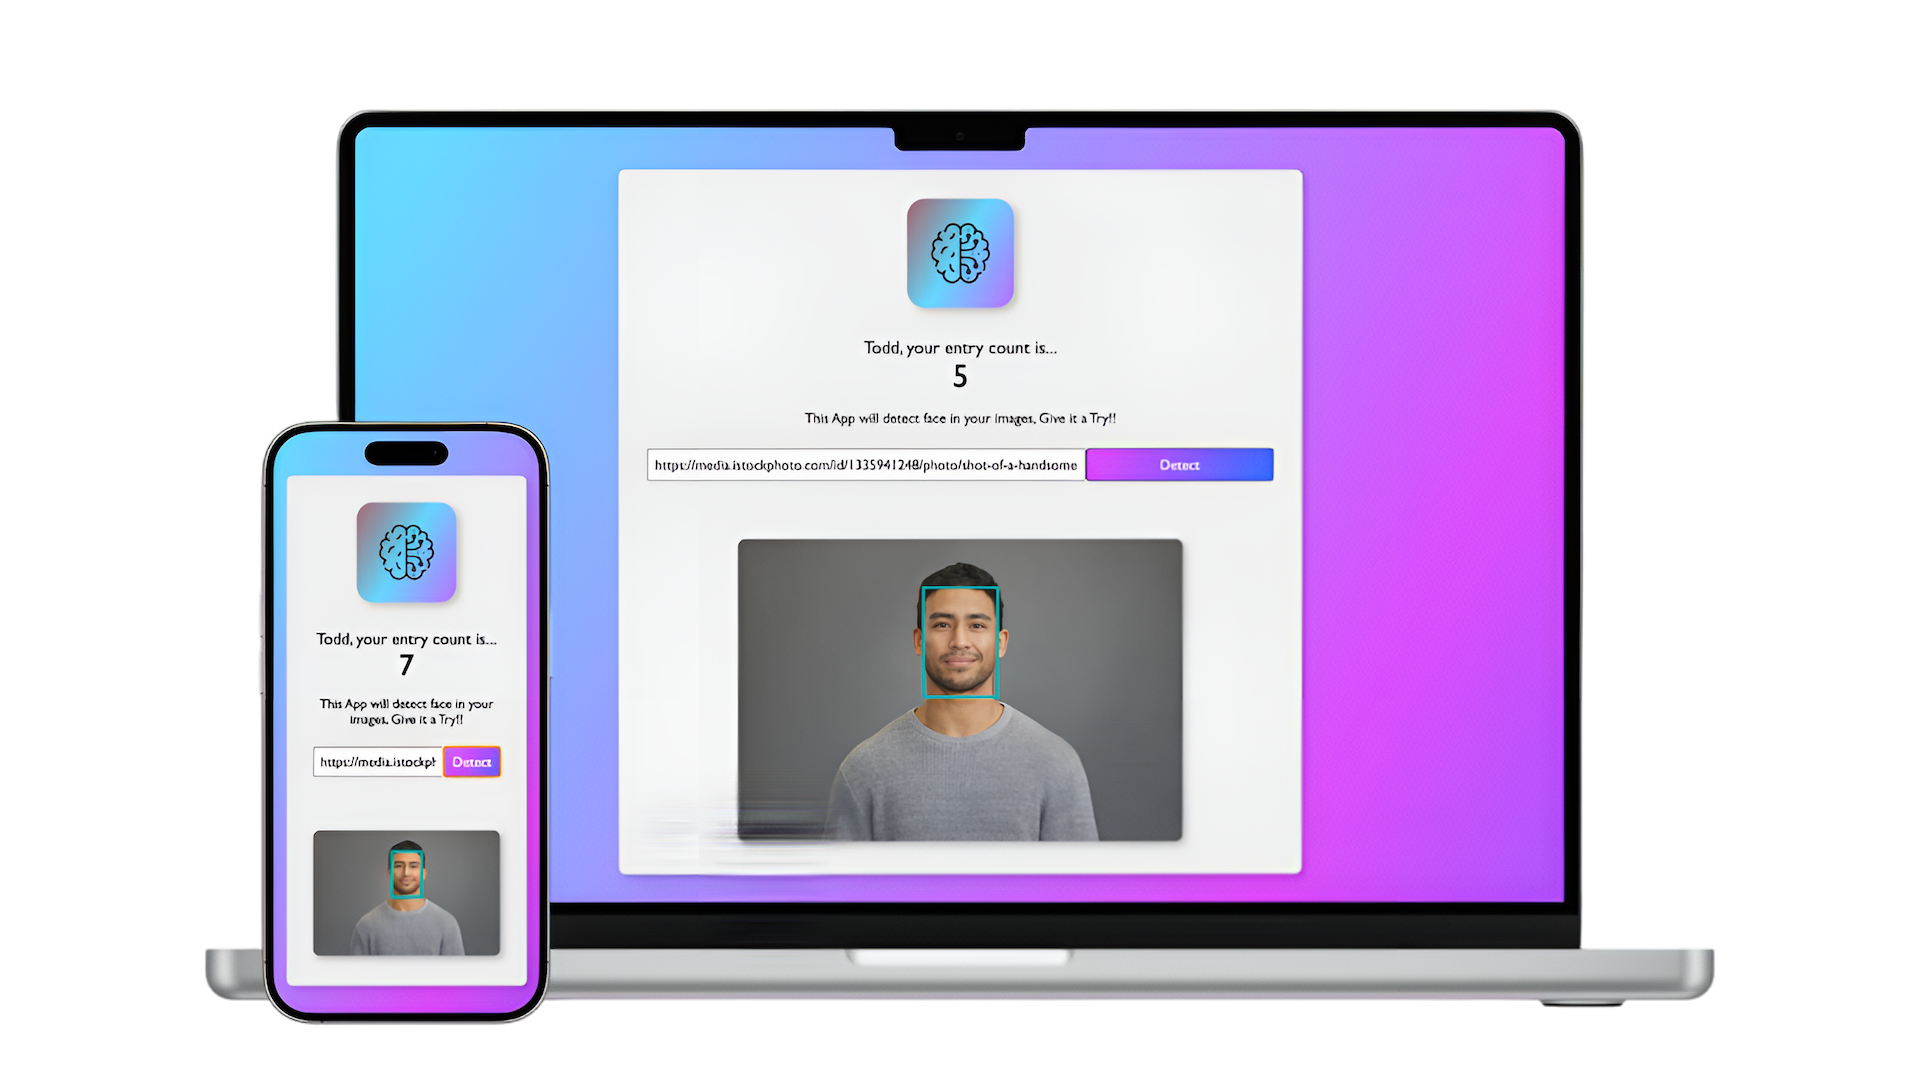 Todd, your entry count is...
5
This App will detect face in your images. Give it a Try!!
https://media.istockphoto.com/id/1335941248/photo/shot-of-a-handsome
Detect
Todd, your entry count is...
7
This App will detect face in your
images. Give it a Try!!
https://media.istockph
Detect